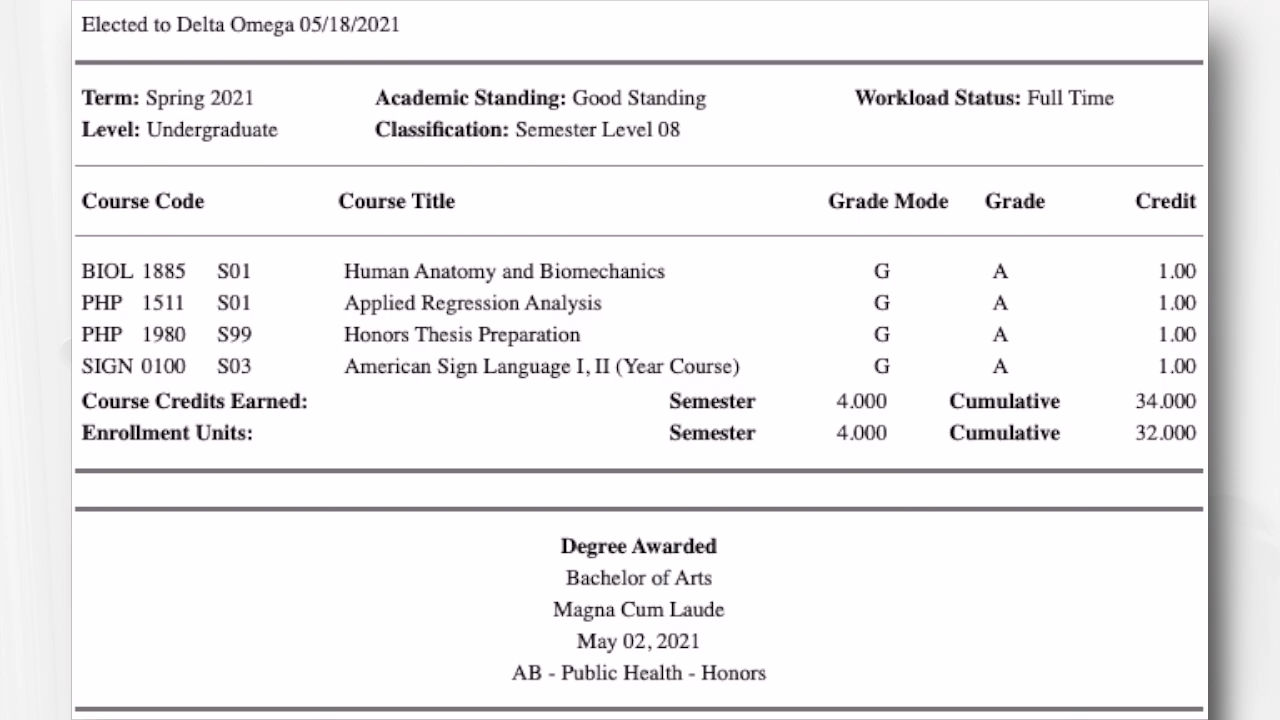 Elected to Delta Omega 05/18/2021
Term: Spring 2021 Academic Standing: Good Standing Workload Status: Full Time
Level: Undergraduate Classification: Semester Level 08
Course Code Course Title Grade Mode Grade Credit
BIOL 1885 S01 Human Anatomy and Biomechanics G A 1.00
PHP 1511 S01 Applied Regression Analysis G A 1.00
PHP 1980 S99 Honors Thesis Preparation G A 1.00
SIGN 0100 S03 American Sign Language I, II (Year Course) G A 1.00
Course Credits Earned: Semester 4.000 Cumulative 34.000
Enrollment Units: Semester 4.000 Cumulative 32.000
Degree Awarded
Bachelor of Arts
Magna Cum Laude
May 02, 2021
AB - Public Health - Honors